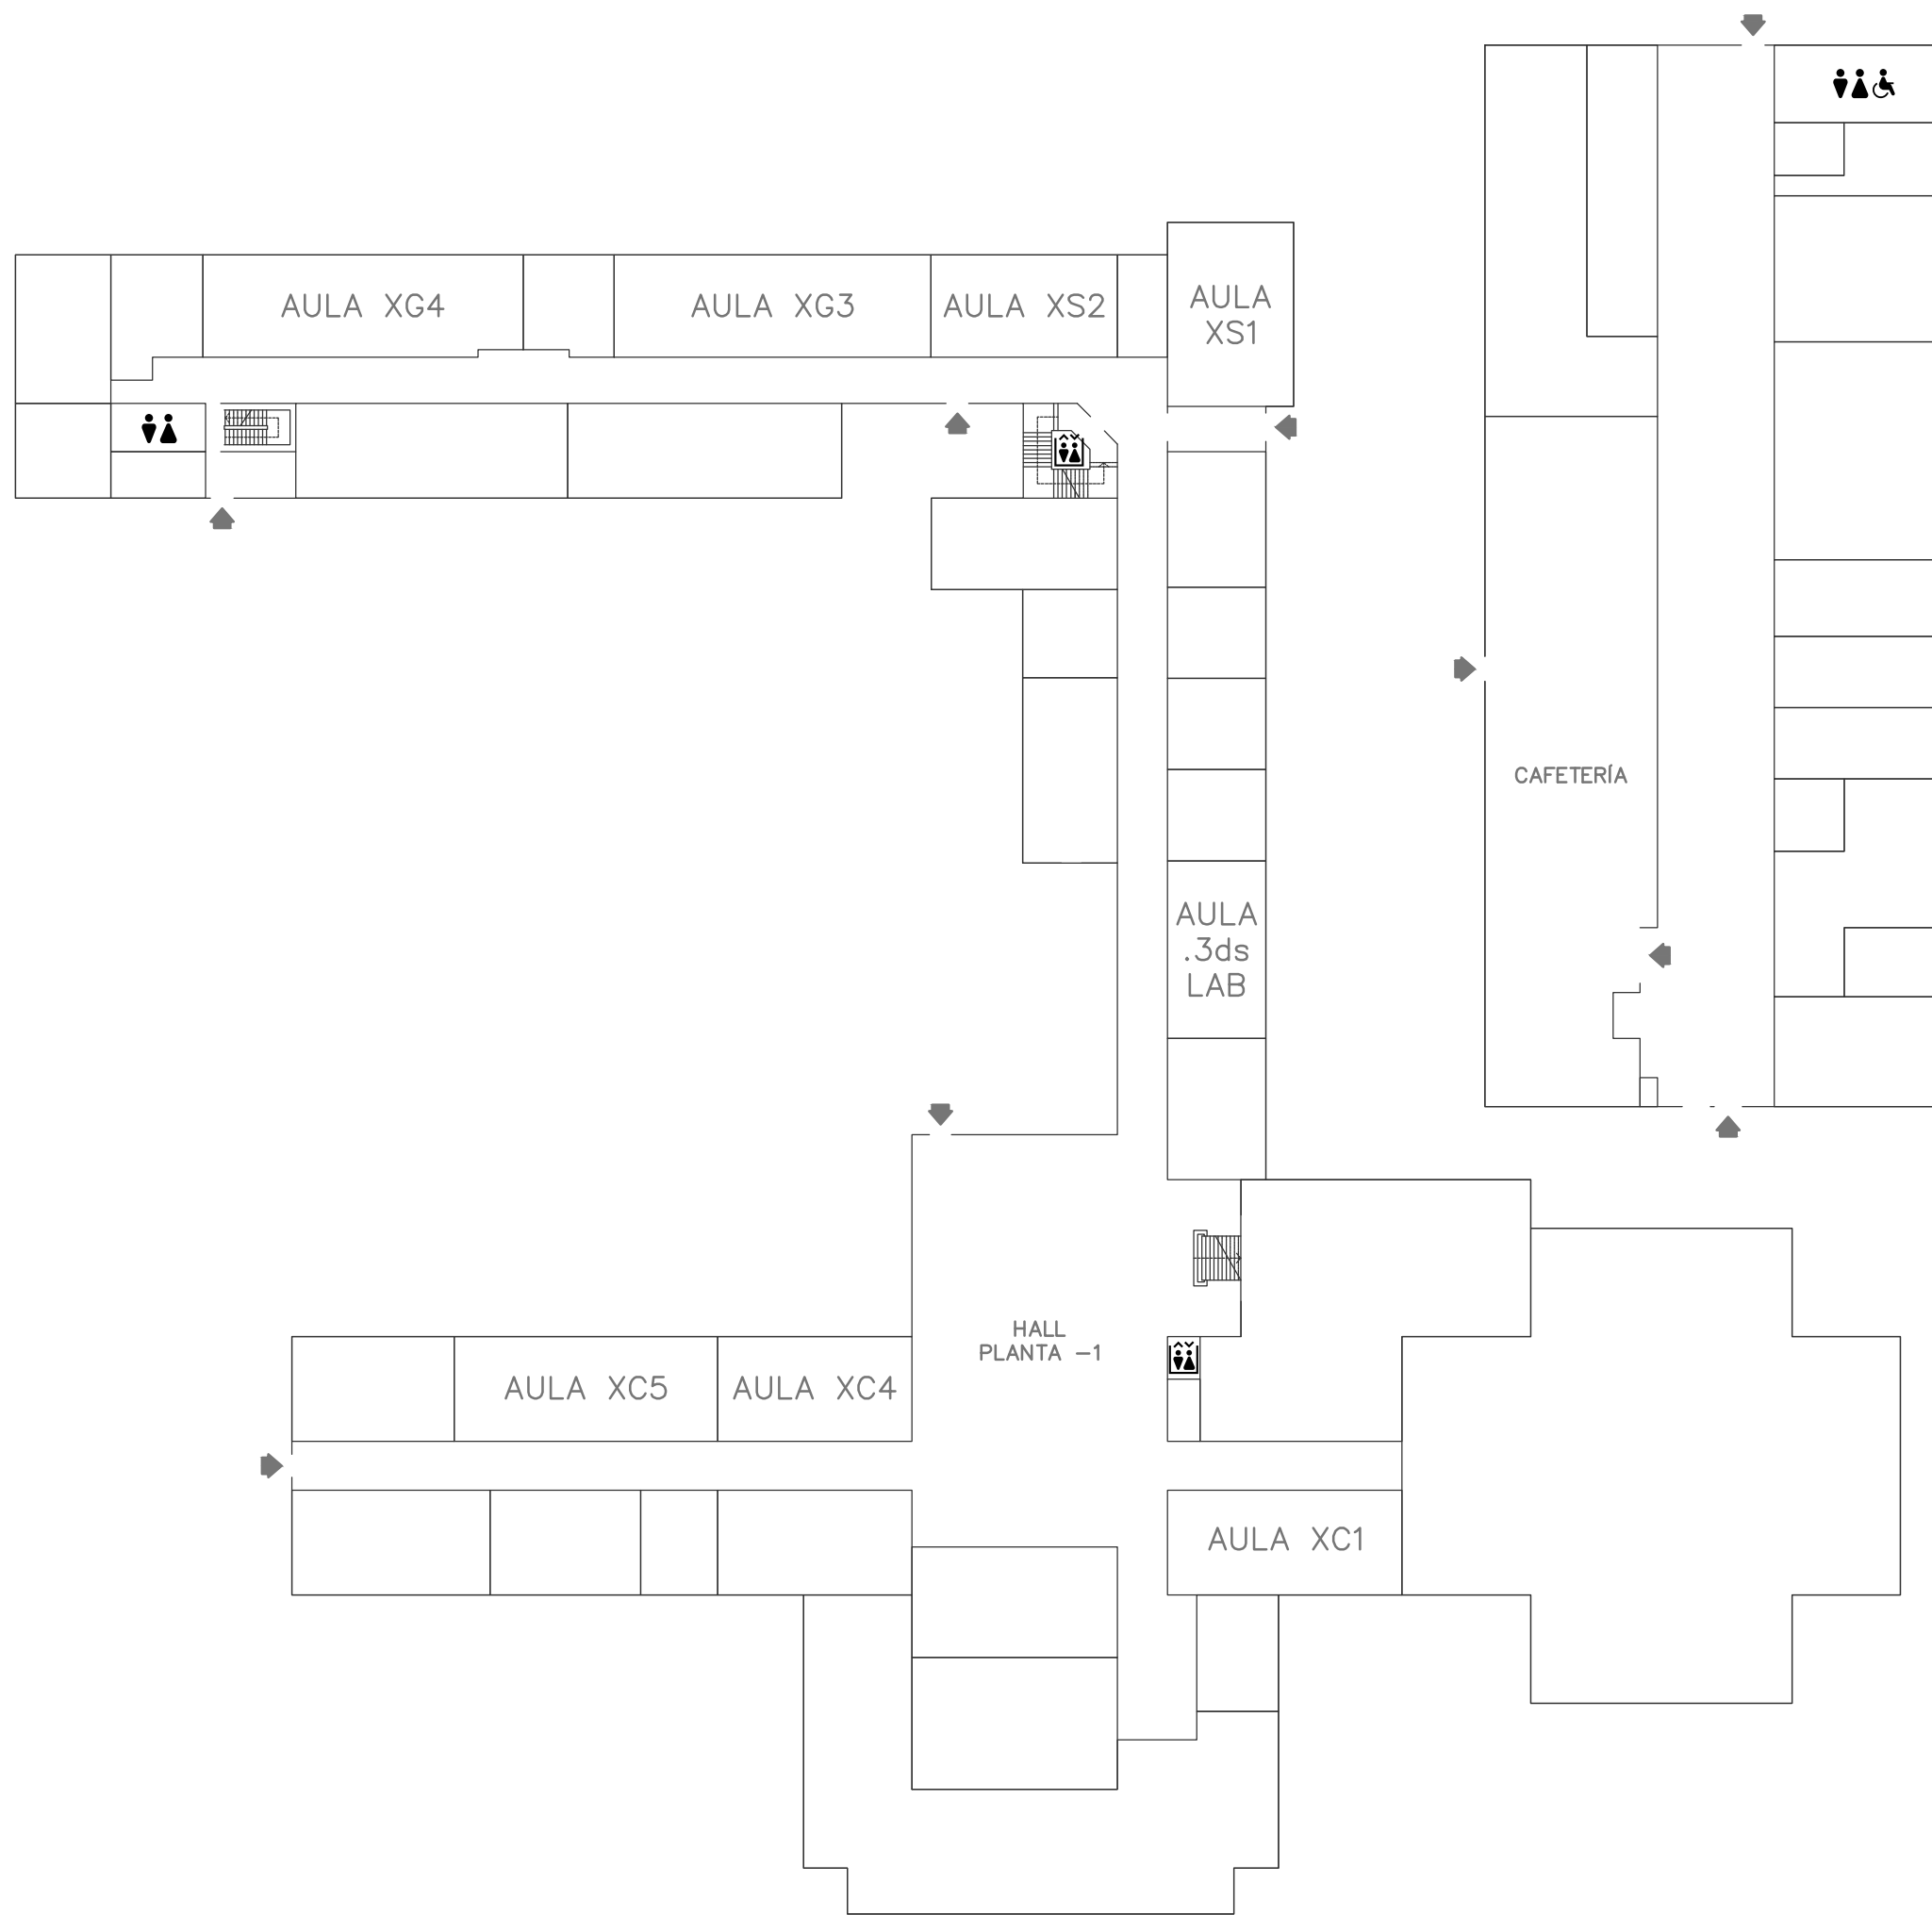 AULA XG4
AULA XG3
AULA XS2
AULA
XS1
CAFETERÍA
AULA
.3ds
LAB
HALL
PLANTA -1
AULA XC5
AULA XC4
AULA XC1